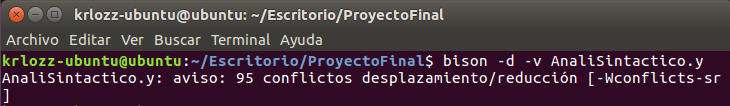 krlozz-ubuntu@ubuntu: ~/Escritorio/ProyectoFinal
Archivo Editar Ver Buscar Terminal Ayuda
krlozz-ubuntu@ubuntu:~/Escritorio/ProyectoFinal$ bison -d -v AnaliSintactico.y
AnaliSintactico.y: aviso: 95 conflictos desplazamiento/reducción [-Wconflicts-sr
]